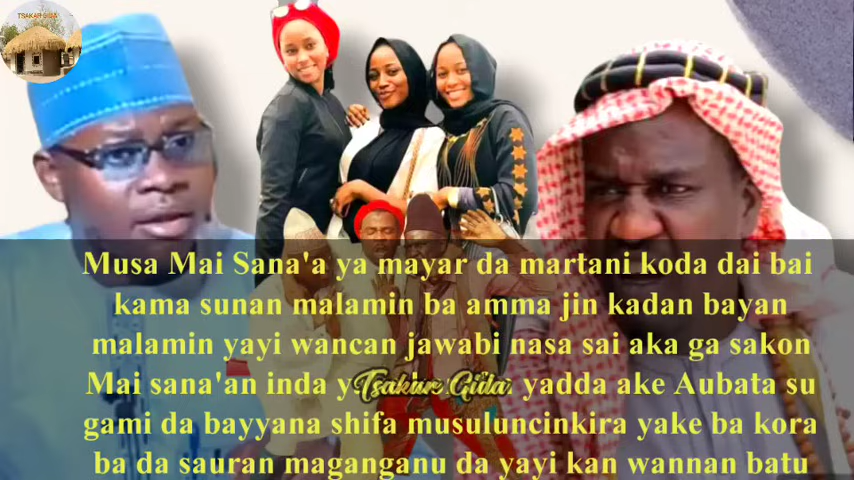 TSAKAR GIDA
Musa Mai Sana'a ya mayar da martani koda dai bai
kama sunan malamin ba amma jin kadan bayan
malamin yayi wancan jawabi nasa sai aka ga sakon
Mai sana'an inda yadda ake Aubata su
Tsakar Gida
gami da bayyana shifa musuluncinkira yake ba kora
ba da sauran maganganu da yayi kan wannan batu